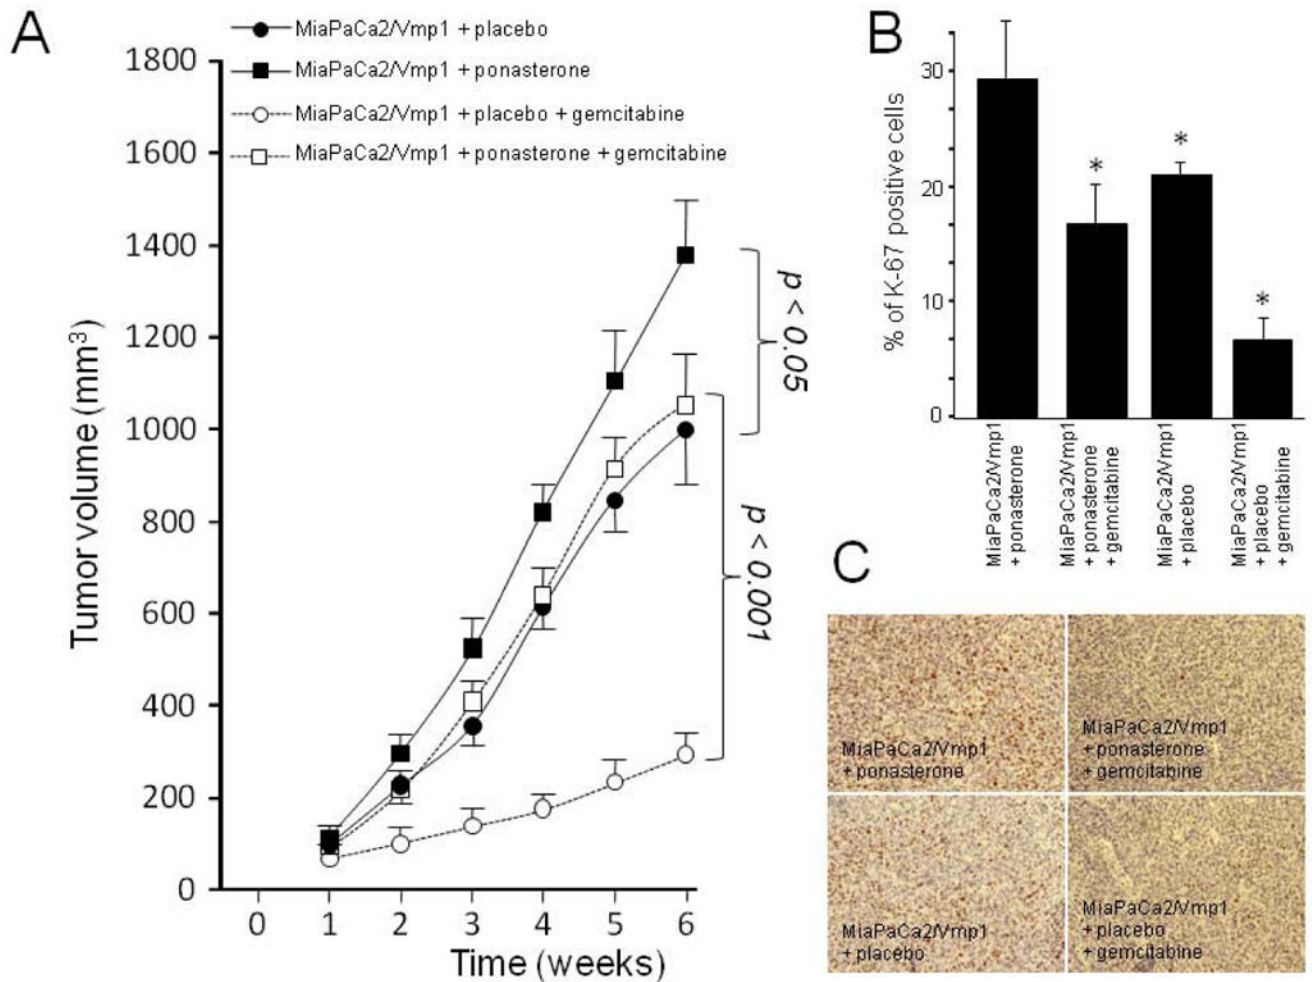 A
MiaPaCa2/Vmp1 + placebo
MiaPaCa2/Vmp1 + ponasterone
MiaPaCa2/Vmp1 + placebo + gemcitabine
MiaPaCa2/Vmp1 + ponasterone + gemcitabine
Tumor volume (mm³)
1800
1600
1400
1200
1000
800
600
400
200
0
0 1 2 3 4 5 6
Time (weeks)
p < 0.05
p < 0.001
B
% of K-67 positive cells
30
20
10
0
*
*
*
MiaPaCa2/Vmp1
+ ponasterone
MiaPaCa2/Vmp1
+ ponasterone
+ gemcitabine
MiaPaCa2/Vmp1
+ placebo
MiaPaCa2/Vmp1
+ placebo
+ gemcitabine
C
MiaPaCa2/Vmp1
+ ponasterone
MiaPaCa2/Vmp1
+ ponasterone
+ gemcitabine
MiaPaCa2/Vmp1
+ placebo
MiaPaCa2/Vmp1
+ placebo
+ gemcitabine